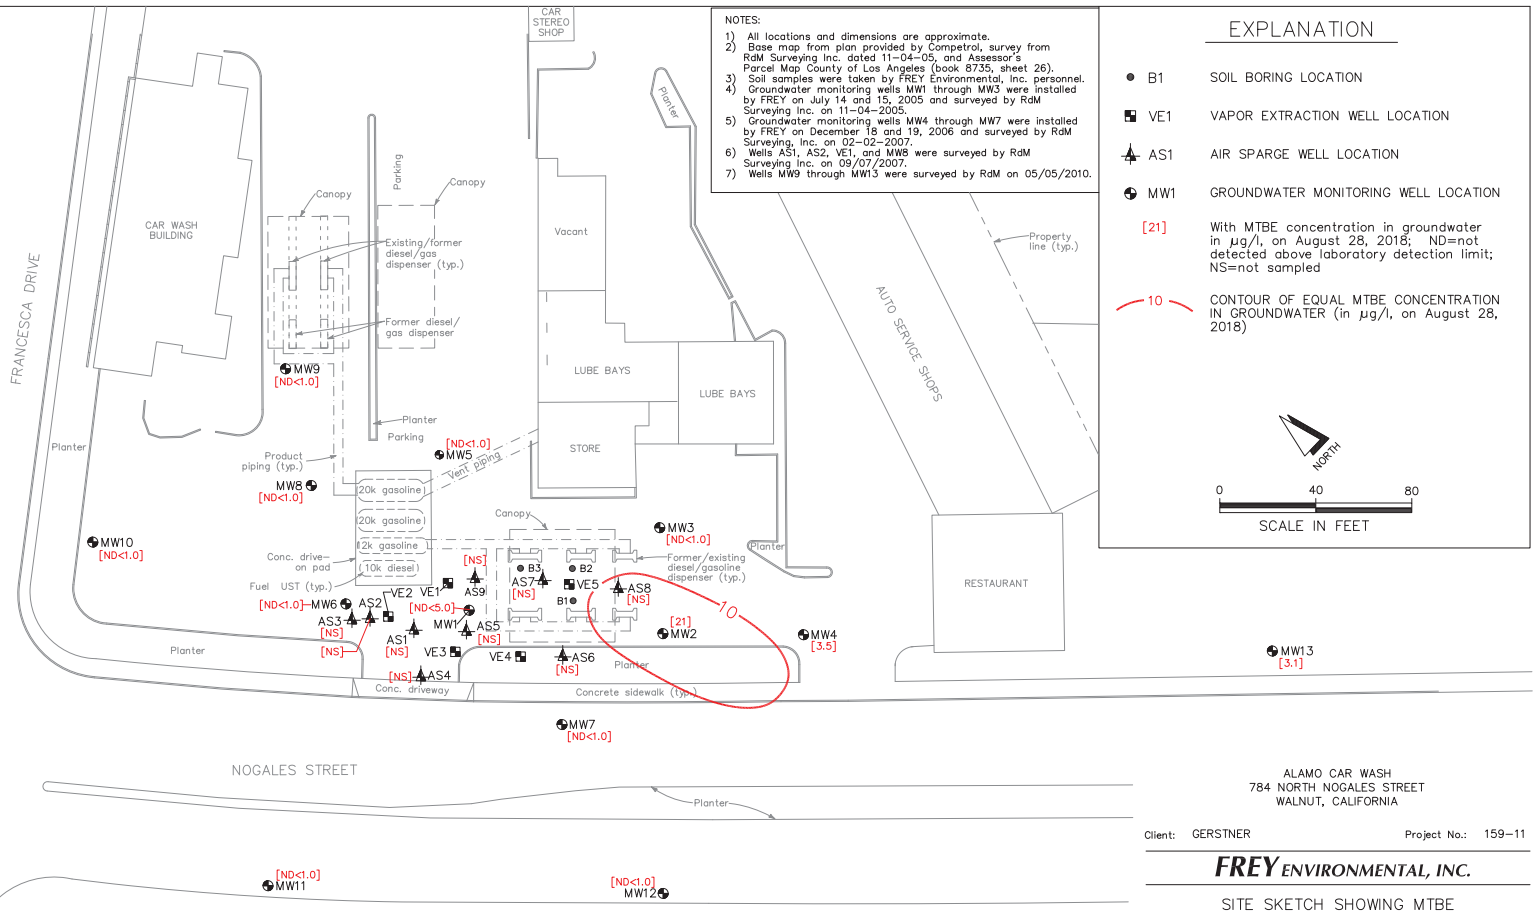 CAR
STEREO
SHOP
NOTES:
1) All locations and dimensions are approximate.
2) Base map from plan provided by Competrol, survey from
RdM Surveying Inc. dated 11-04-05, and Assessor's
Parcel Map County of Los Angeles (book 8735, sheet 26).
3) Soil samples were taken by FREY Environmental, Inc. personnel.
4) Groundwater monitoring wells MW1 through MW3 were installed
by FREY on July 14 and 15, 2005 and surveyed by RdM
Surveying Inc. on 11-04-2005.
5) Groundwater monitoring wells MW4 through MW7 were installed
by FREY on December 18 and 19, 2006 and surveyed by RdM
Surveying, Inc. on 02-02-2007.
6) Wells AS1, AS2, VE1, and MW8 were surveyed by RdM
Surveying Inc. on 09/07/2007.
7) Wells MW9 through MW13 were surveyed by RdM on 05/05/2010.
EXPLANATION
B1 SOIL BORING LOCATION
VE1 VAPOR EXTRACTION WELL LOCATION
AS1 AIR SPARGE WELL LOCATION
MW1 GROUNDWATER MONITORING WELL LOCATION
[21] With MTBE concentration in groundwater
in µg/l, on August 28, 2018; ND=not
detected above laboratory detection limit;
NS=not sampled
10 CONTOUR OF EQUAL MTBE CONCENTRATION
IN GROUNDWATER (in µg/l, on August 28,
2018)
NORTH
0 40 80
SCALE IN FEET
Planter
Parking
Canopy
Canopy
CAR WASH
BUILDING
Vacant
Existing/former
diesel/gas
dispenser (typ.)
Property
line (typ.)
FRANCESCA DRIVE
AUTO SERVICE SHOPS
Former diesel/
gas dispenser
MW9
[ND<1.0]
LUBE BAYS
LUBE BAYS
Planter
Parking
[ND<1.0]
MW5
Vent piping
STORE
Planter
Product
piping (typ.)
MW8
[ND<1.0]
20k gasoline
20k gasoline
12k gasoline
10k diesel
Canopy
MW3
[ND<1.0]
MW10
[ND<1.0]
Conc. drive-
on pad
Fuel UST (typ.)
Planter
Former/existing
diesel/gasoline
dispenser (typ.)
RESTAURANT
[NS]
AS9
VE1
VE2
B3
B2
B1
AS7
[NS]
VE5
AS8
[NS]
[ND<1.0]
MW6
AS2
AS3
[NS]
[NS]
[ND<5.0]
MW1
AS1
[NS]
AS5
[NS]
10
[21]
MW2
MW4
[3.5]
MW13
[3.1]
VE3
VE4
AS6
[NS]
Planter
Planter
[NS]
AS4
Conc. driveway
Concrete sidewalk (typ.)
MW7
[ND<1.0]
NOGALES STREET
Planter
[ND<1.0]
MW11
[ND<1.0]
MW12
ALAMO CAR WASH
784 NORTH NOGALES STREET
WALNUT, CALIFORNIA
Client: GERSTNER Project No.: 159-11
FREY ENVIRONMENTAL, INC.
SITE SKETCH SHOWING MTBE